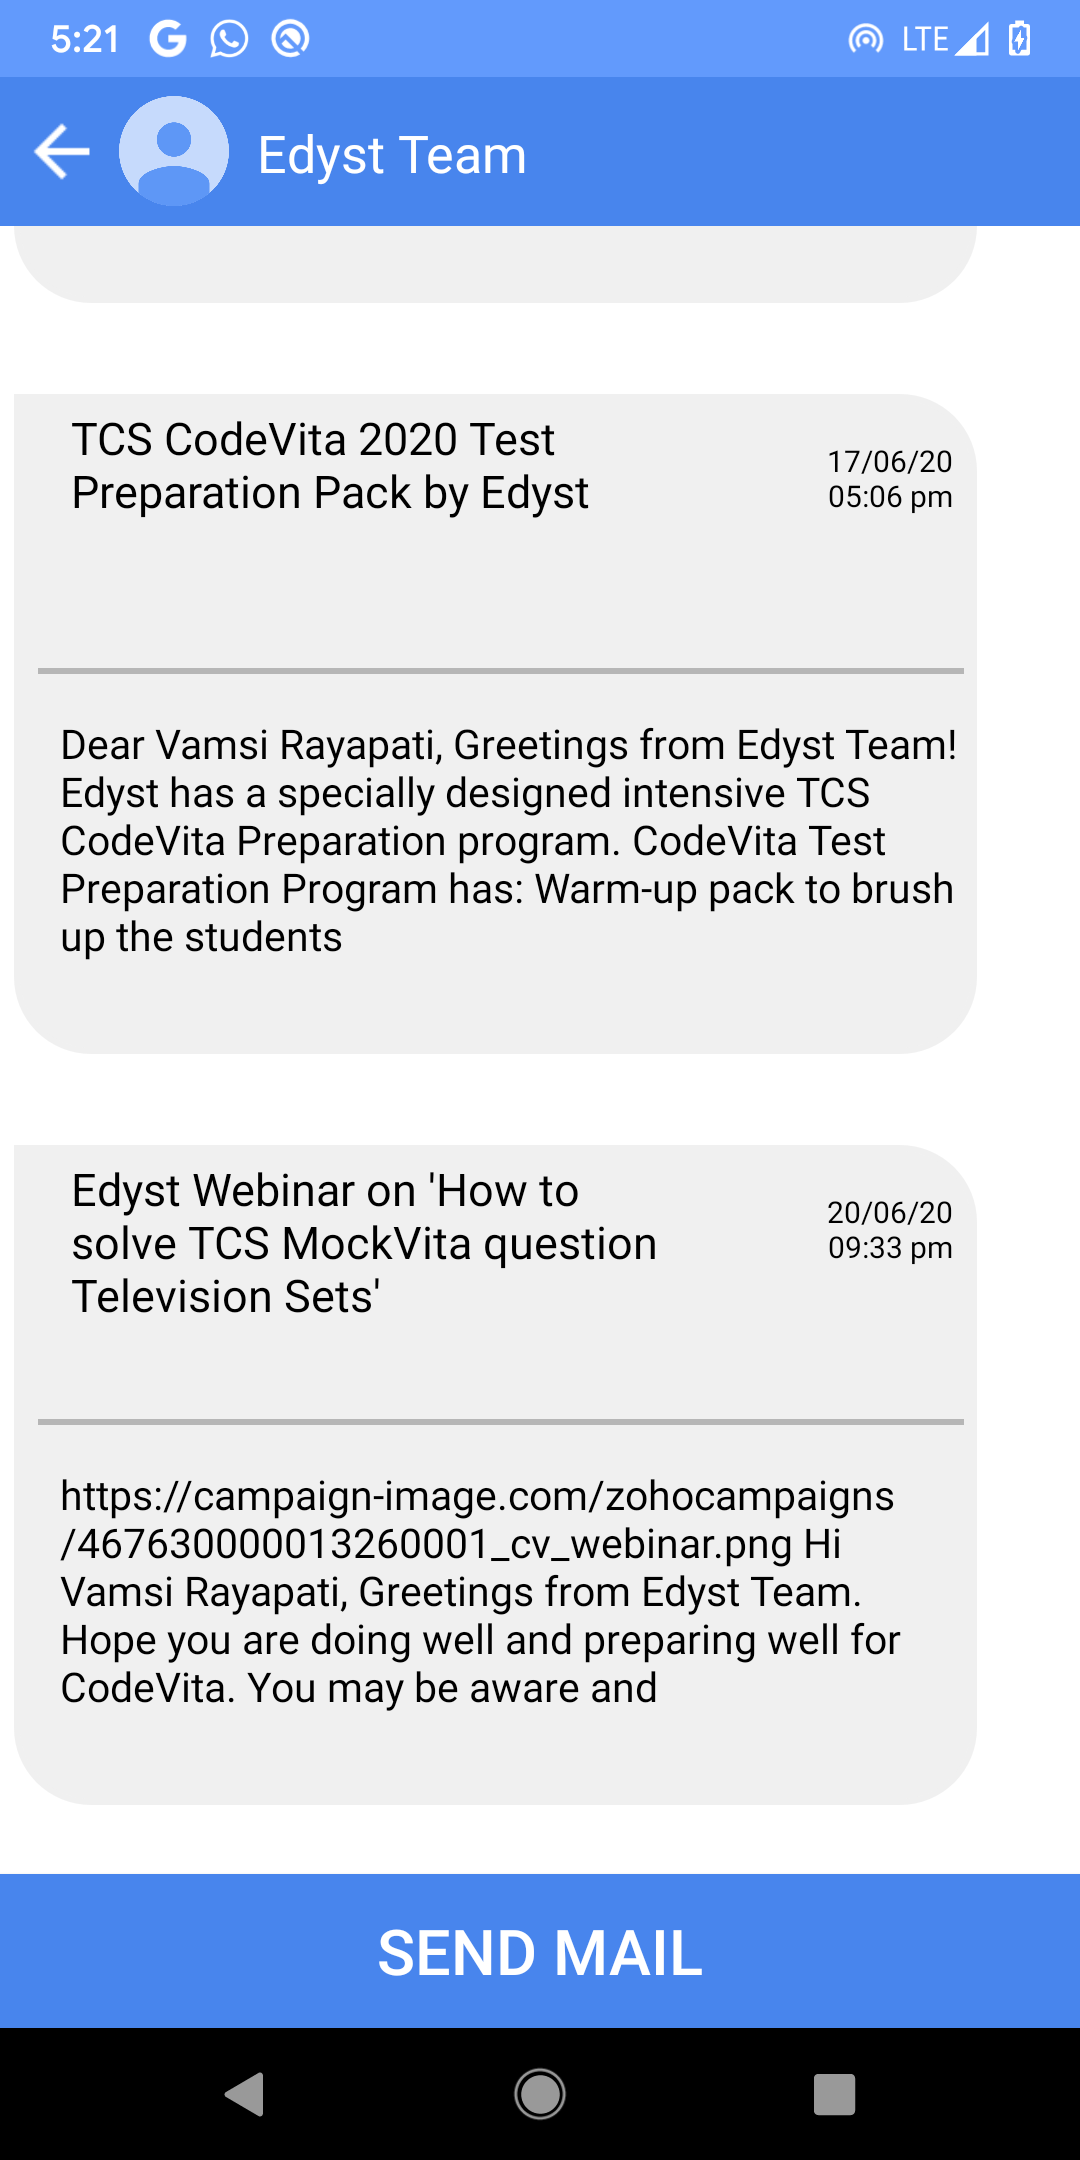 5:21 LTE
Edyst Team
TCS CodeVita 2020 Test
Preparation Pack by Edyst
17/06/20
05:06 pm
Dear Vamsi Rayapati, Greetings from Edyst Team!
Edyst has a specially designed intensive TCS
CodeVita Preparation program. CodeVita Test
Preparation Program has: Warm-up pack to brush
up the students
Edyst Webinar on 'How to
solve TCS MockVita question
Television Sets'
20/06/20
09:33 pm
https://campaign-image.com/zohocampaigns
/467630000013260001_cv_webinar.png Hi
Vamsi Rayapati, Greetings from Edyst Team.
Hope you are doing well and preparing well for
CodeVita. You may be aware and
SEND MAIL